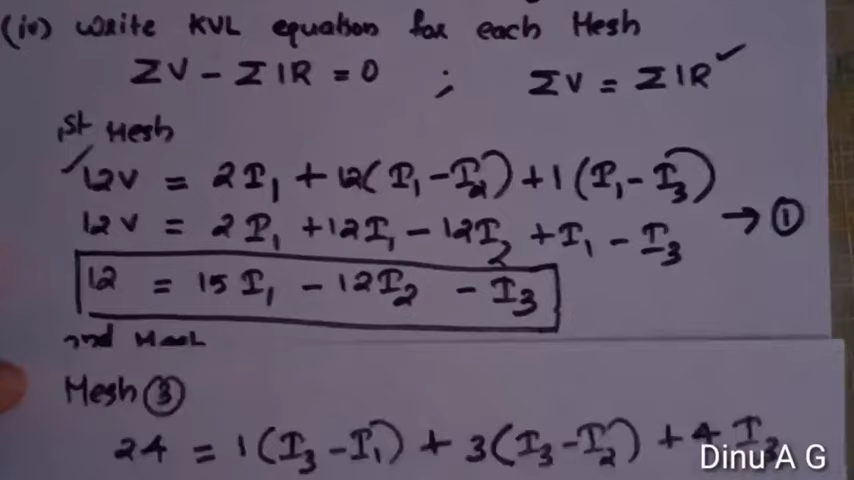 (iv) Write KVL equation for each Mesh
ΣV - ΣIR = 0 ; ΣV = ΣIR ✓
1st Mesh
✓ 12V = 2I₁ + 12(I₁ - I₂) + 1(I₁ - I₃)
12V = 2I₁ + 12I₁ - 12I₂ + I₁ - I₃ → ①
12 = 15I₁ - 12I₂ - I₃
2nd Mesh
Mesh ③
24 = 1(I₃ - I₁) + 3(I₃ - I₂) + 4I₃
Dinu A G